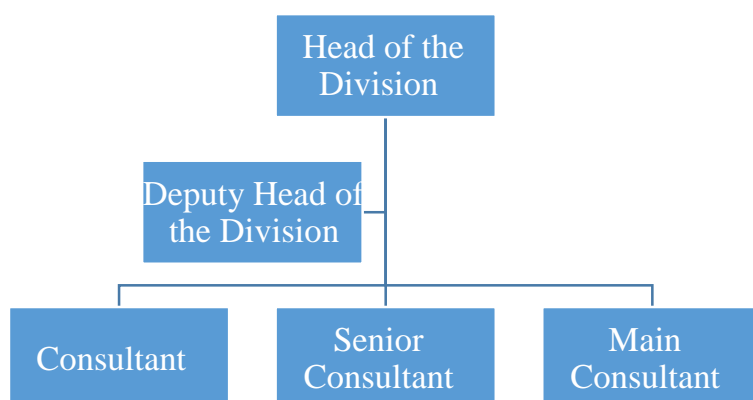 Head of the
Division
Deputy Head of
the Division
Consultant
Senior
Consultant
Main
Consultant